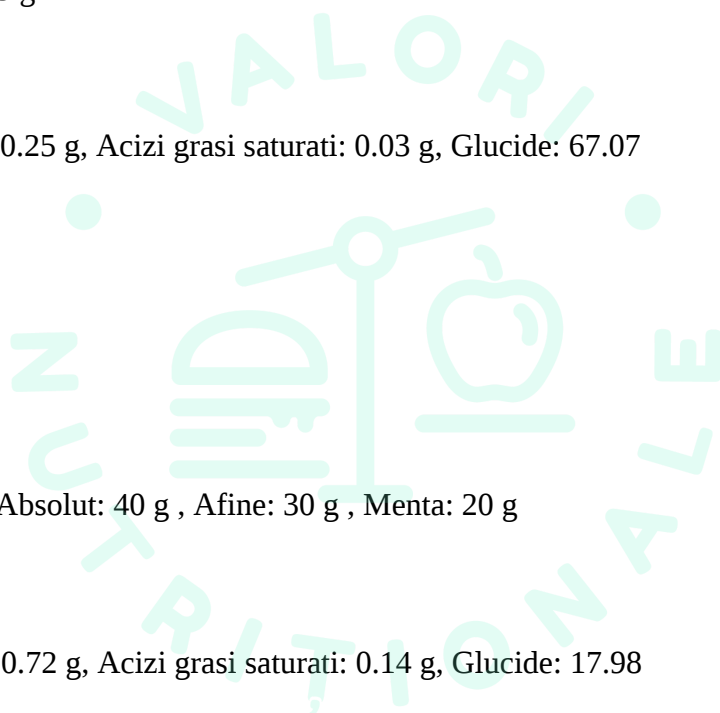 g
0.25 g, Acizi grasi saturati: 0.03 g, Glucide: 67.07
Absolut: 40 g , Afine: 30 g , Menta: 20 g
0.72 g, Acizi grasi saturati: 0.14 g, Glucide: 17.98
VALORI
NUTRIȚIONALE